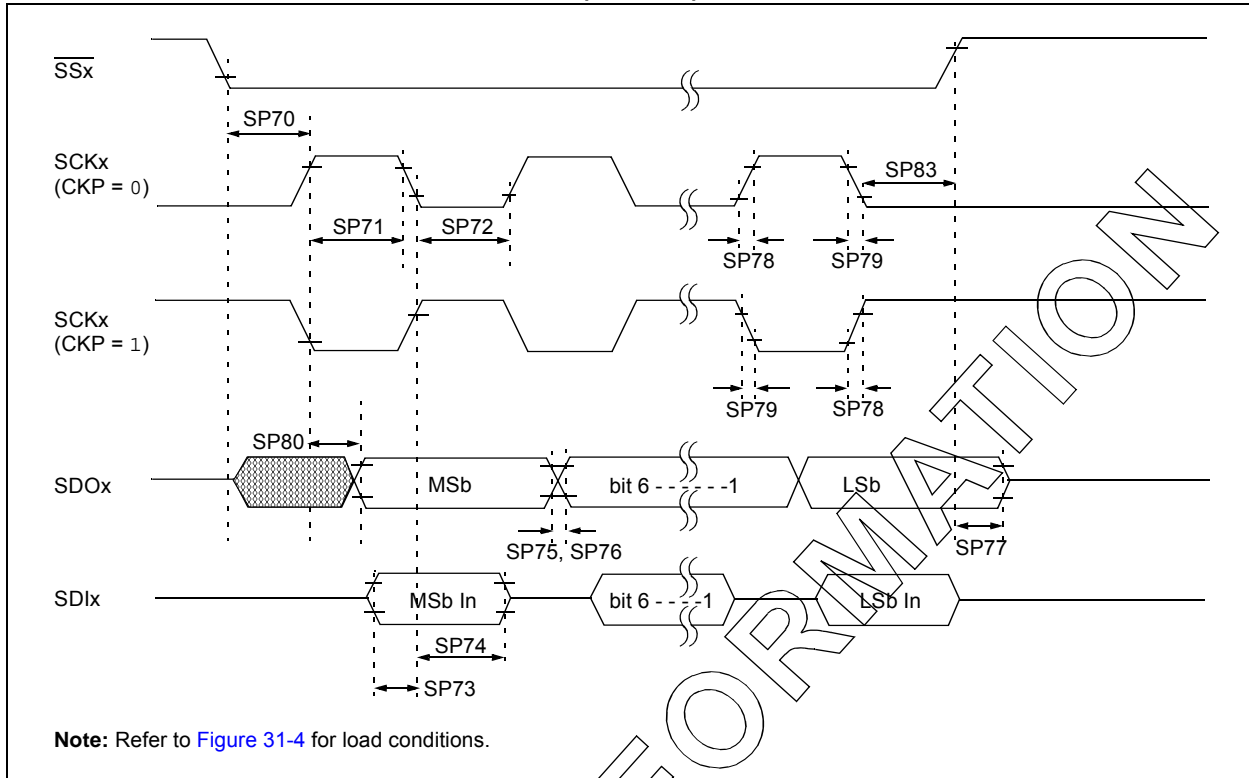 SSx
SP70
SCKx
(CKP = 0)
SP83
SP71
SP72
SP78
SP79
SCKx
(CKP = 1)
SP79
SP78
SP80
SDOx
MSb
bit 6 - - - - - - -1
LSb
SP75, SP76
SP77
SDIx
MSb In
bit 6 - - - - -1
LSb In
SP74
SP73
Note: Refer to Figure 31-4 for load conditions.
FORMATION